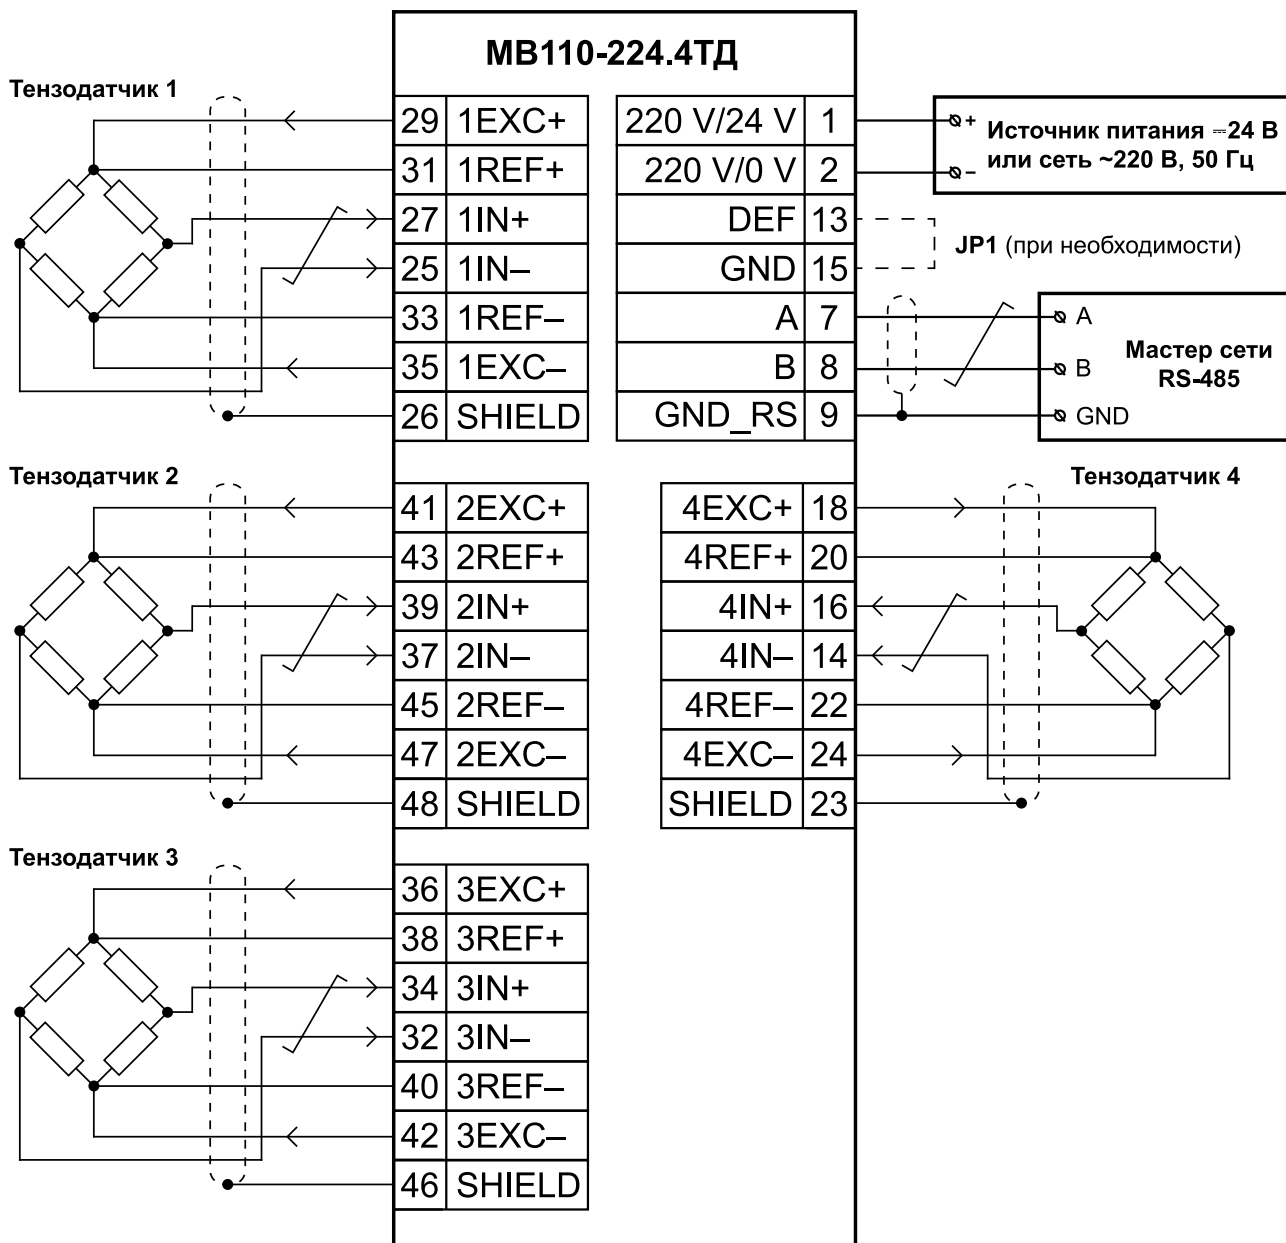 МВ110-224.4ТД
Тензодатчик 1
29 1EXC+
31 1REF+
27 1IN+
25 1IN–
33 1REF–
35 1EXC–
26 SHIELD
220 V/24 V 1
220 V/0 V 2
DEF 13
GND 15
A 7
B 8
GND_RS 9
+ Источник питания ⎓24 В
– или сеть ~220 В, 50 Гц
JP1 (при необходимости)
A
B
GND
Мастер сети
RS-485
Тензодатчик 2
41 2EXC+
43 2REF+
39 2IN+
37 2IN–
45 2REF–
47 2EXC–
48 SHIELD
Тензодатчик 4
4EXC+ 18
4REF+ 20
4IN+ 16
4IN– 14
4REF– 22
4EXC– 24
SHIELD 23
Тензодатчик 3
36 3EXC+
38 3REF+
34 3IN+
32 3IN–
40 3REF–
42 3EXC–
46 SHIELD